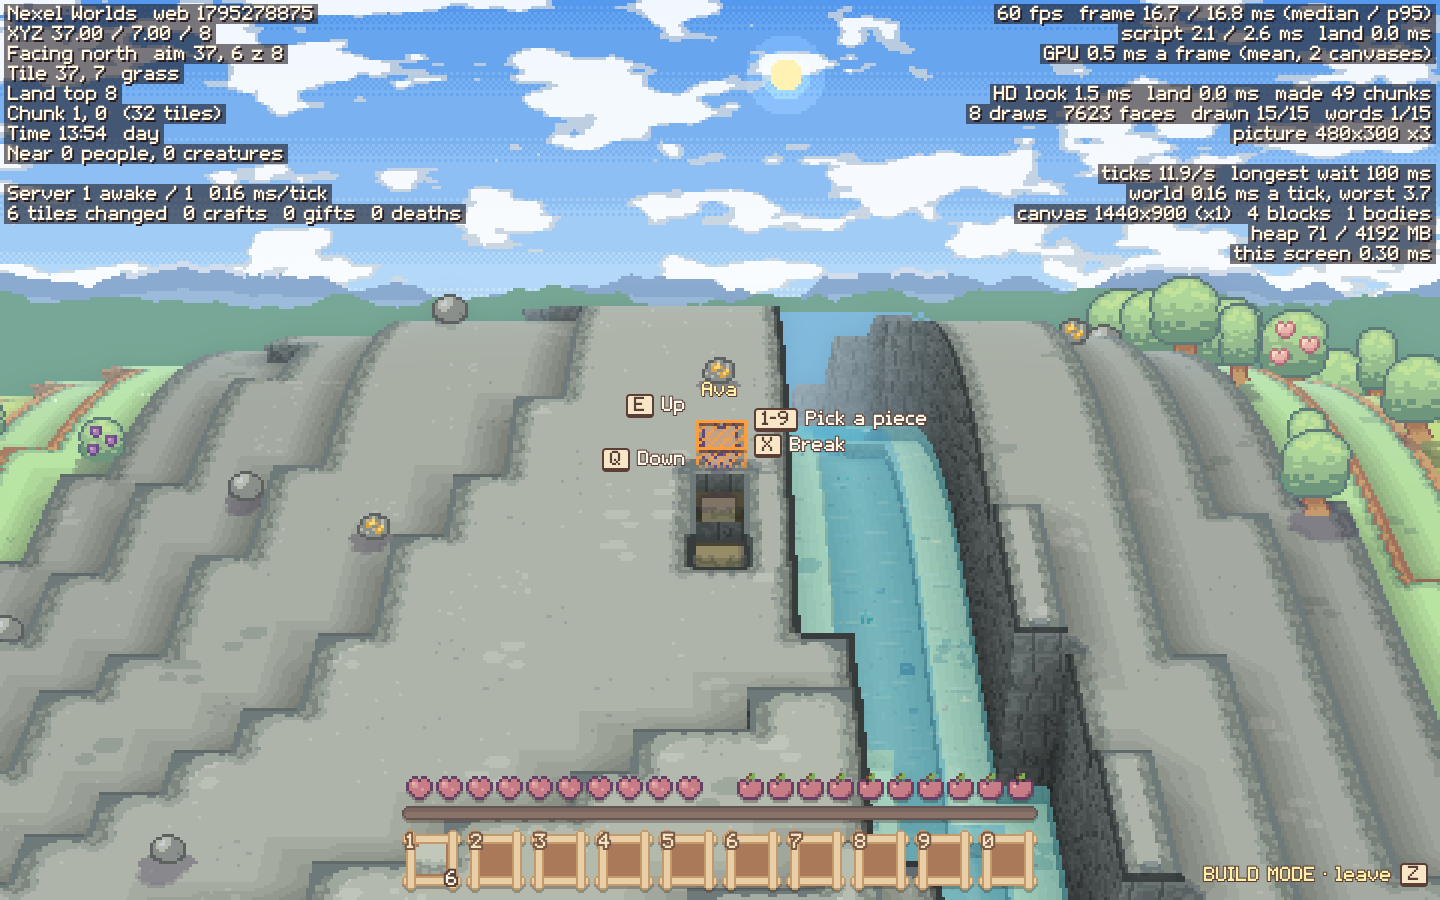 Nexel Worlds web 1795278875
XYZ 37.00 / 7.00 / 8
Facing north aim 37, 6 z 8
Tile 37, 7 grass
Land top 8
Chunk 1, 0 (32 tiles)
Time 13:54 day
Near 0 people, 0 creatures
Server 1 awake / 1 0.16 ms/tick
6 tiles changed 0 crafts 0 gifts 0 deaths
60 fps frame 16.7 / 16.8 ms (median / p95)
script 2.1 / 2.6 ms land 0.0 ms
GPU 0.5 ms a frame (mean, 2 canvases)
HD look 1.5 ms land 0.0 ms made 49 chunks
8 draws 7623 faces drawn 15/15 words 1/15
picture 480x300 x3
ticks 11.9/s longest wait 100 ms
world 0.16 ms a tick, worst 3.7
canvas 1440x900 (x1) 4 blocks 1 bodies
heap 71 / 4192 MB
this screen 0.30 ms
Ava
E Up
1-9 Pick a piece
X Break
Q Down
1 2 3 4 5 6 7 8 9 0
6
BUILD MODE · leave Z